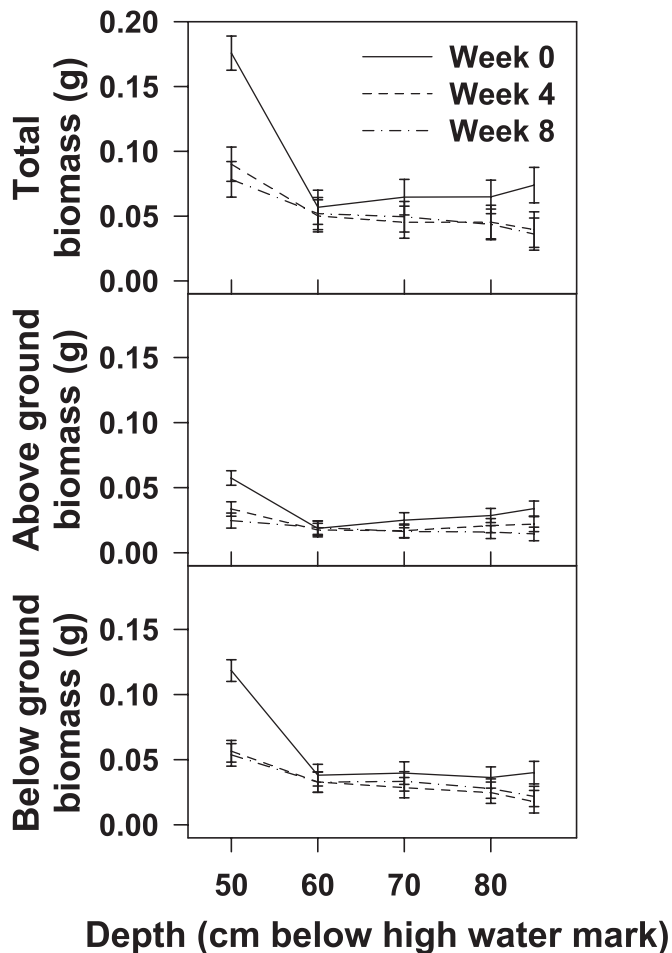 Total
biomass (g)
0.20
0.15
0.10
0.05
0.00
Week 0
Week 4
Week 8
Above ground
biomass (g)
0.15
0.10
0.05
0.00
Below ground
biomass (g)
0.15
0.10
0.05
0.00
50 60 70 80
Depth (cm below high water mark)